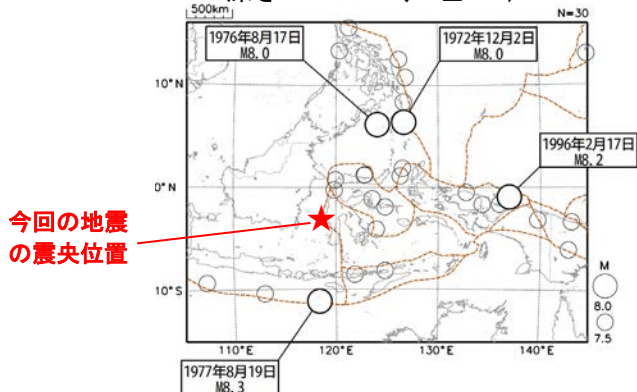 500km
N=30
1976年8月17日
M8.0
1972年12月2日
M8.0
10°N
1996年2月17日
M8.2
0°N
今回の地震
の震央位置
10°S
M
8.0
7.5
110°E
120°E
130°E
140°E
1977年8月19日
M8.3